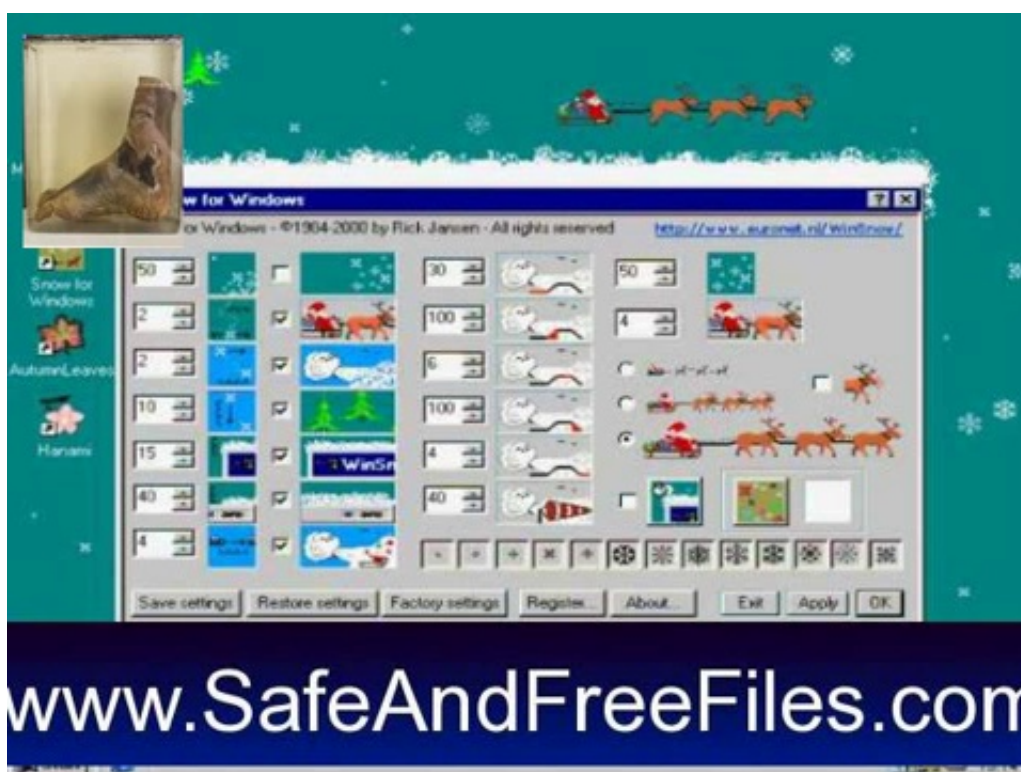 w for Windows
or Windows - ©1984-2000 by Rick Jansen - All rights reserved
http://www.euronet.nl/WinSnow/
50 30 50
2 100 4
2 6
10 100
15 WinSn 4
40 40
4
Snow for
Windows
AutumnLeaves
Hanami
Save settings Restore settings Factory settings Register... About... Exit Apply OK
www.SafeAndFreeFiles.com